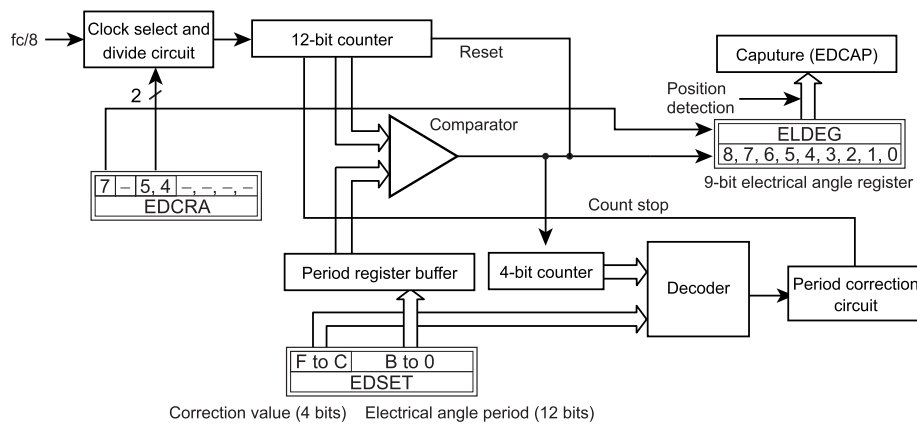 fc/8
Clock select and
divide circuit
12-bit counter
Reset
Caputure (EDCAP)
Position
detection
2
Comparator
ELDEG
8, 7, 6, 5, 4, 3, 2, 1, 0
9-bit electrical angle register
7 – 5, 4 –, –, –, –
EDCRA
Count stop
Period register buffer
4-bit counter
Decoder
Period correction
circuit
F to C B to 0
EDSET
Correction value (4 bits) Electrical angle period (12 bits)